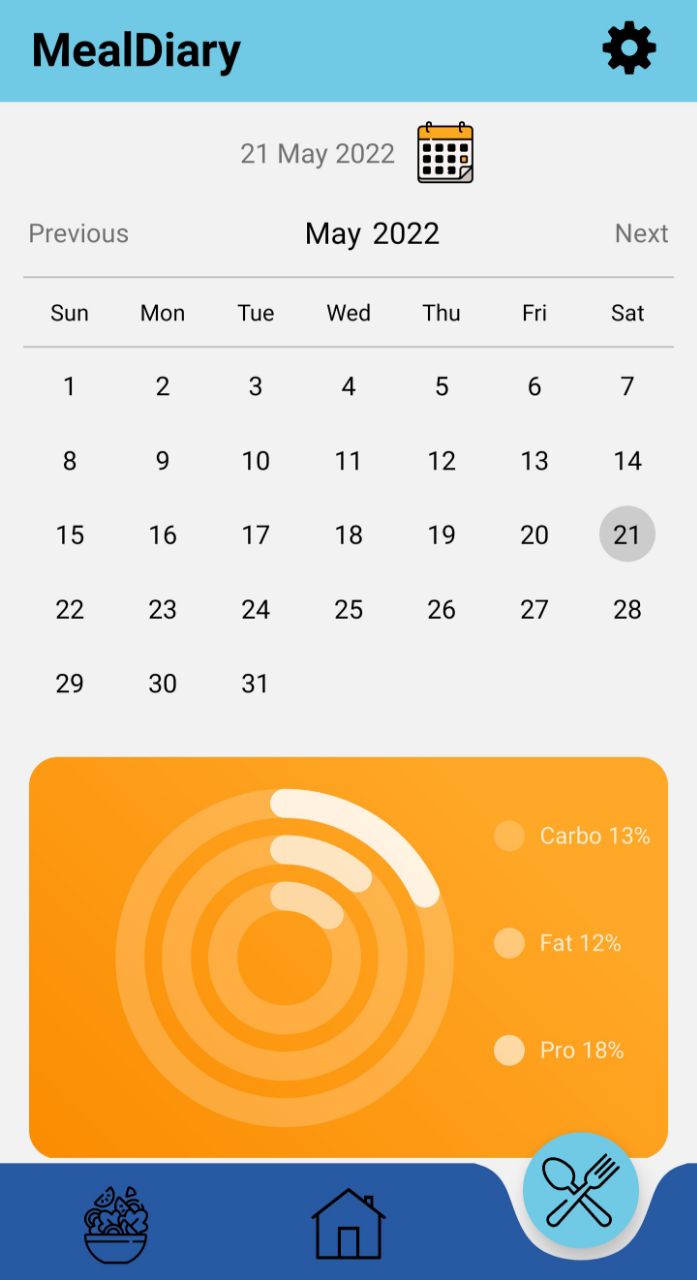 MealDiary
21 May 2022
Previous May 2022 Next
Sun Mon Tue Wed Thu Fri Sat
1 2 3 4 5 6 7
8 9 10 11 12 13 14
15 16 17 18 19 20 21
22 23 24 25 26 27 28
29 30 31
Carbo 13%
Fat 12%
Pro 18%